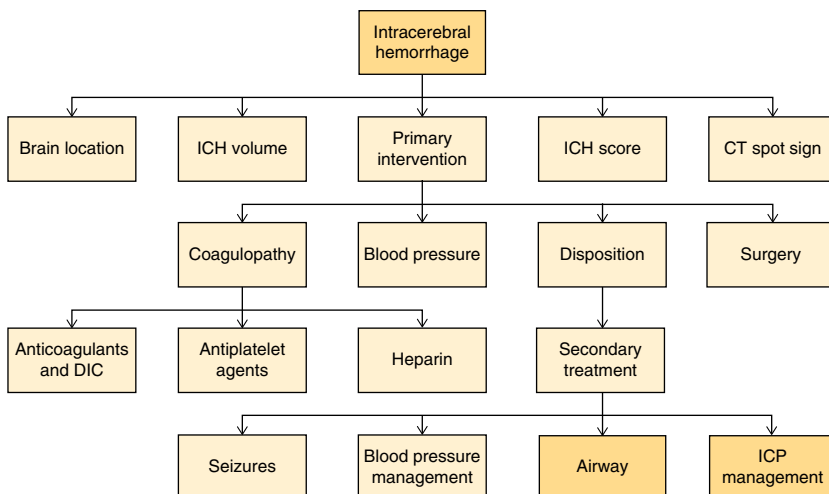 Intracerebral
hemorrhage
Brain location
ICH volume
Primary
intervention
ICH score
CT spot sign
Coagulopathy
Blood pressure
Disposition
Surgery
Anticoagulants
and DIC
Antiplatelet
agents
Heparin
Secondary
treatment
Seizures
Blood pressure
management
Airway
ICP
management